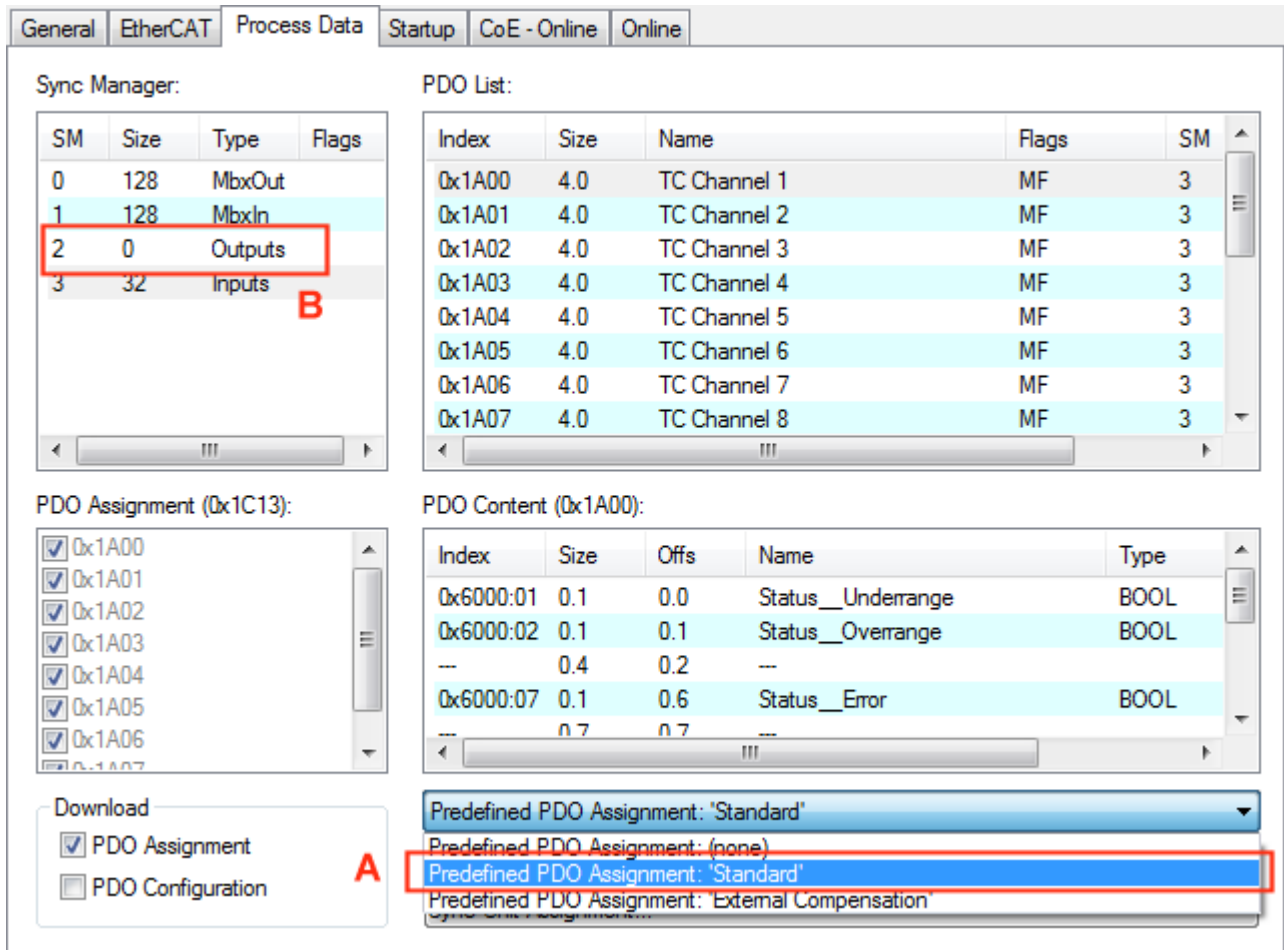 General EtherCAT Process Data Startup CoE - Online Online
Sync Manager:
SM Size Type Flags
0 128 MbxOut
1 128 MbxIn
2 0 Outputs
3 32 Inputs
B
PDO List:
Index Size Name Flags SM
0x1A00 4.0 TC Channel 1 MF 3
0x1A01 4.0 TC Channel 2 MF 3
0x1A02 4.0 TC Channel 3 MF 3
0x1A03 4.0 TC Channel 4 MF 3
0x1A04 4.0 TC Channel 5 MF 3
0x1A05 4.0 TC Channel 6 MF 3
0x1A06 4.0 TC Channel 7 MF 3
0x1A07 4.0 TC Channel 8 MF 3
PDO Assignment (0x1C13):
0x1A00
0x1A01
0x1A02
0x1A03
0x1A04
0x1A05
0x1A06
0x1A07
PDO Content (0x1A00):
Index Size Offs Name Type
0x6000:01 0.1 0.0 Status__Underrange BOOL
0x6000:02 0.1 0.1 Status__Overrange BOOL
--- 0.4 0.2 ---
0x6000:07 0.1 0.6 Status__Error BOOL
--- 0.7 0.7 ---
Download
PDO Assignment
PDO Configuration
A
Predefined PDO Assignment: 'Standard'
Predefined PDO Assignment: (none)
Predefined PDO Assignment: 'Standard'
Predefined PDO Assignment: 'External Compensation'
Sync Unit Assignment...